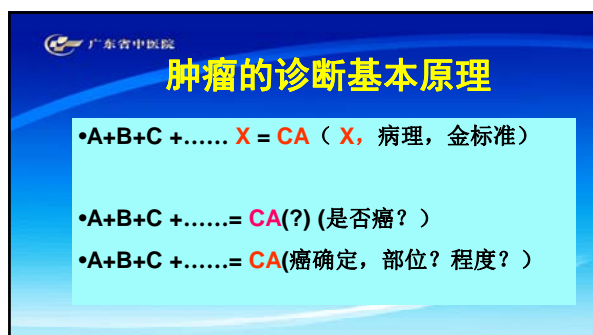 广东省中医院
肿瘤的诊断基本原理
•A+B+C +…… X = CA（ X，病理，金标准）
•A+B+C +……= CA(?) (是否癌？）
•A+B+C +……= CA(癌确定，部位？程度？）